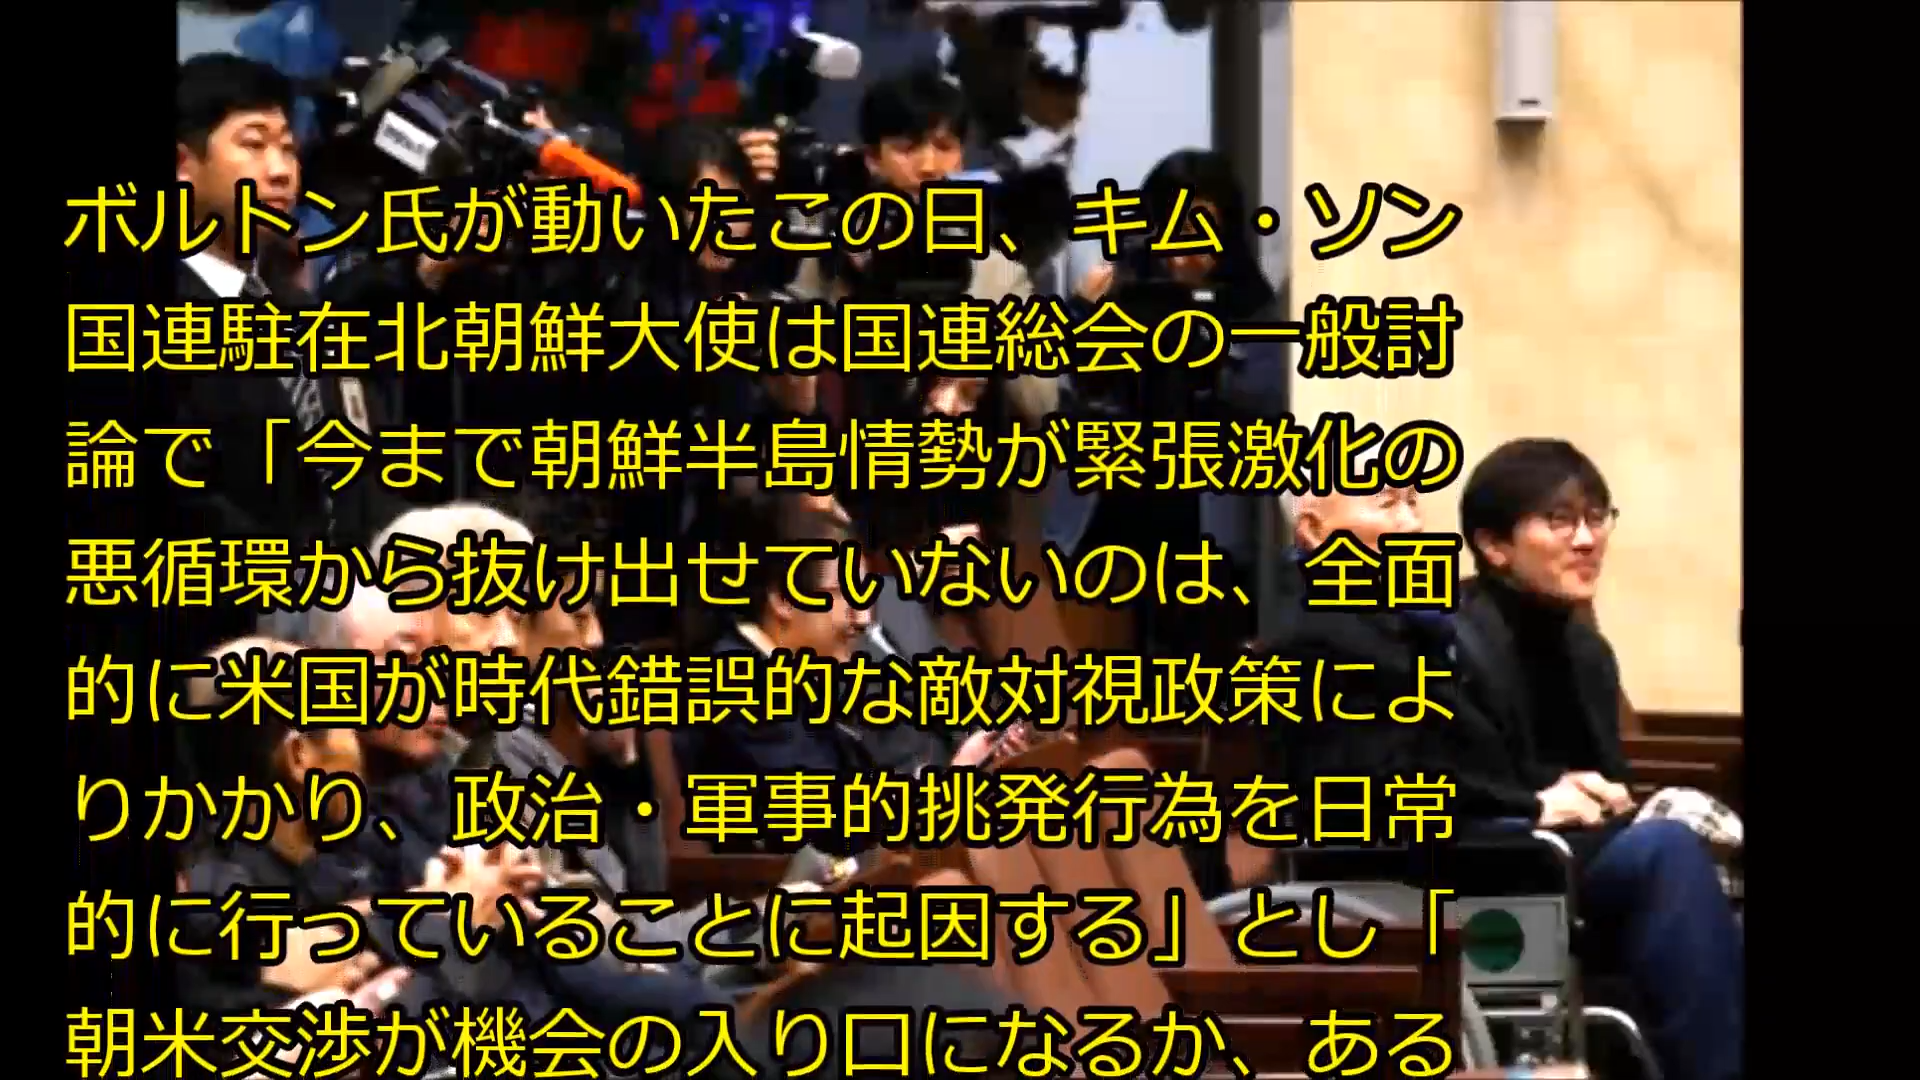 ボルトン氏が動いたこの日、キム・ソン
国連駐在北朝鮮大使は国連総会の一般討
論で「今まで朝鮮半島情勢が緊張激化の
悪循環から抜け出せていないのは、全面
的に米国が時代錯誤的な敵対視政策によ
りかかり、政治・軍事的挑発行為を日常
的に行っていることに起因する」とし「
朝米交渉が機会の入り口になるか、ある